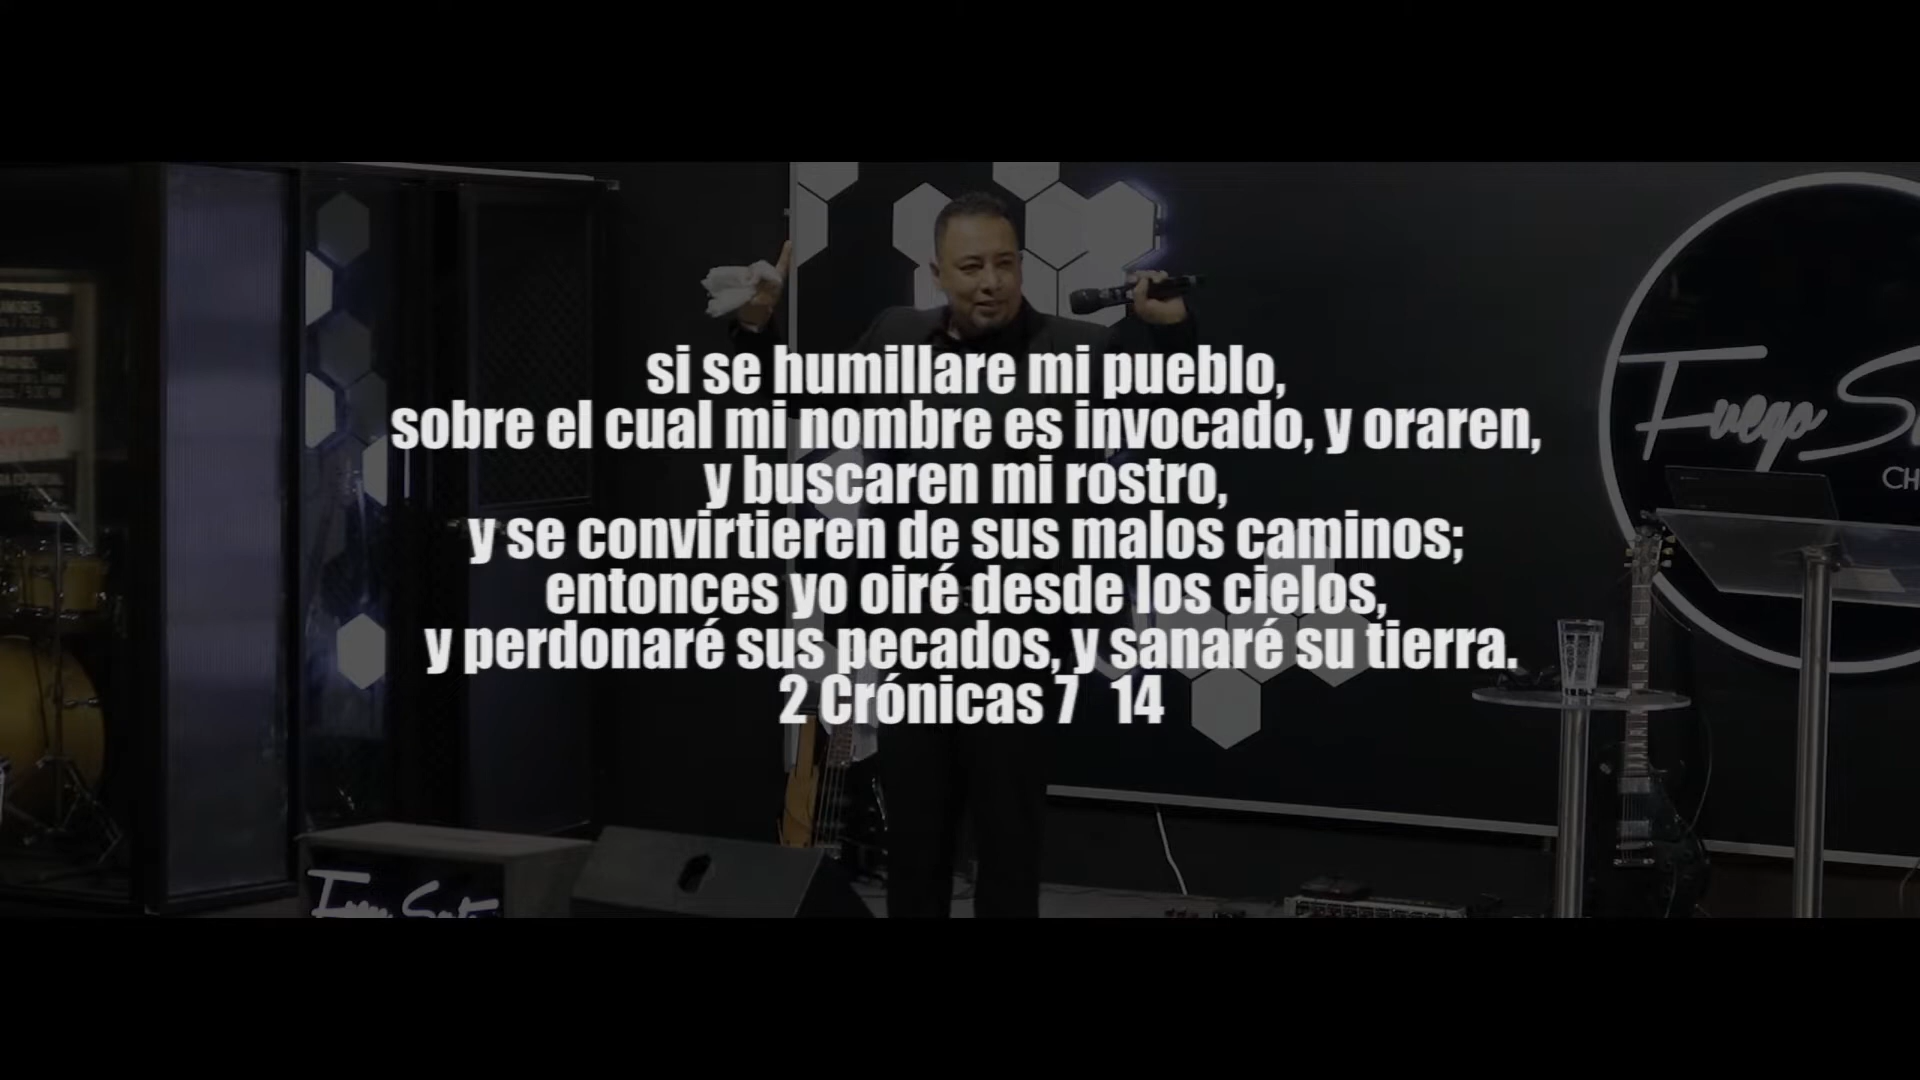 si se humillare mi pueblo,
sobre el cual mi nombre es invocado, y oraren,
y buscaren mi rostro,
y se convirtieren de sus malos caminos;
entonces yo oiré desde los cielos,
y perdonaré sus pecados, y sanaré su tierra.
2 Crónicas 7 14
Fuego
CH